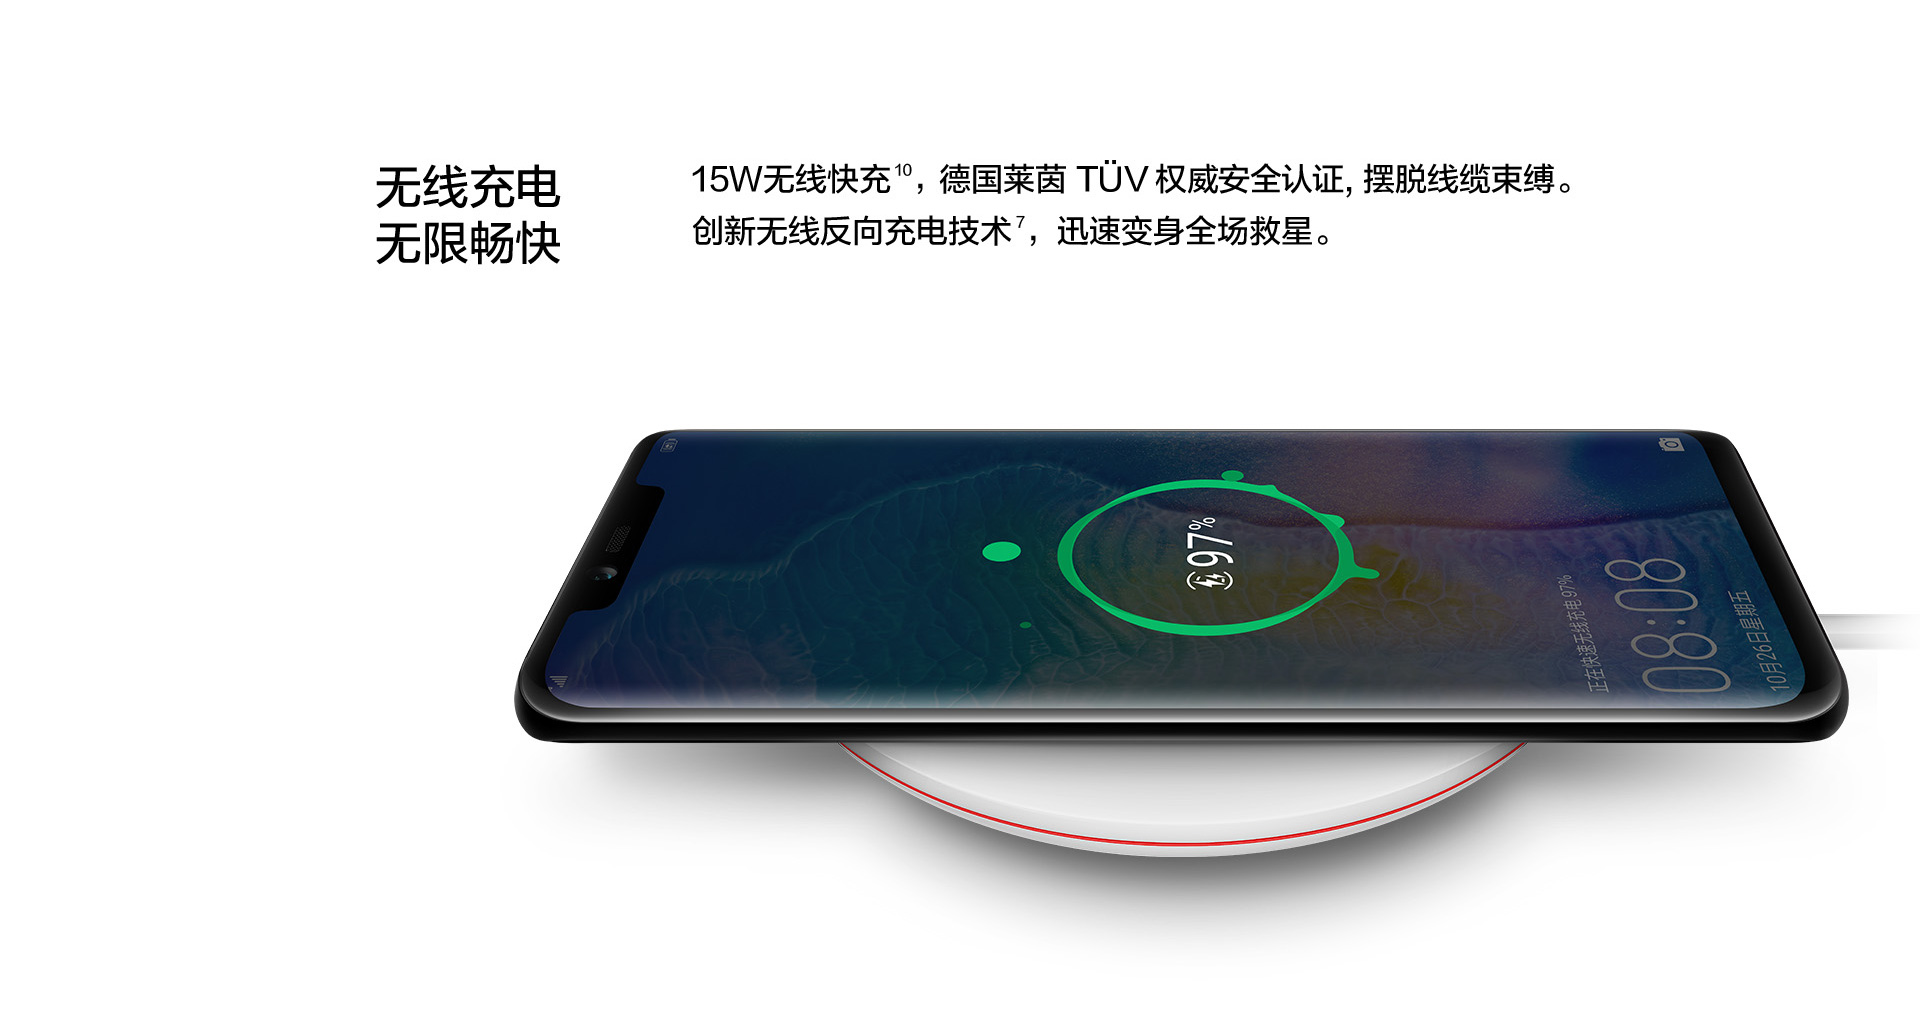 无线充电
无限畅快
15W无线快充10，德国莱茵 TÜV 权威安全认证, 摆脱线缆束缚。
创新无线反向充电技术7，迅速变身全场救星。
97%
正在快速无线充电 97%
08:08
10月26日星期五